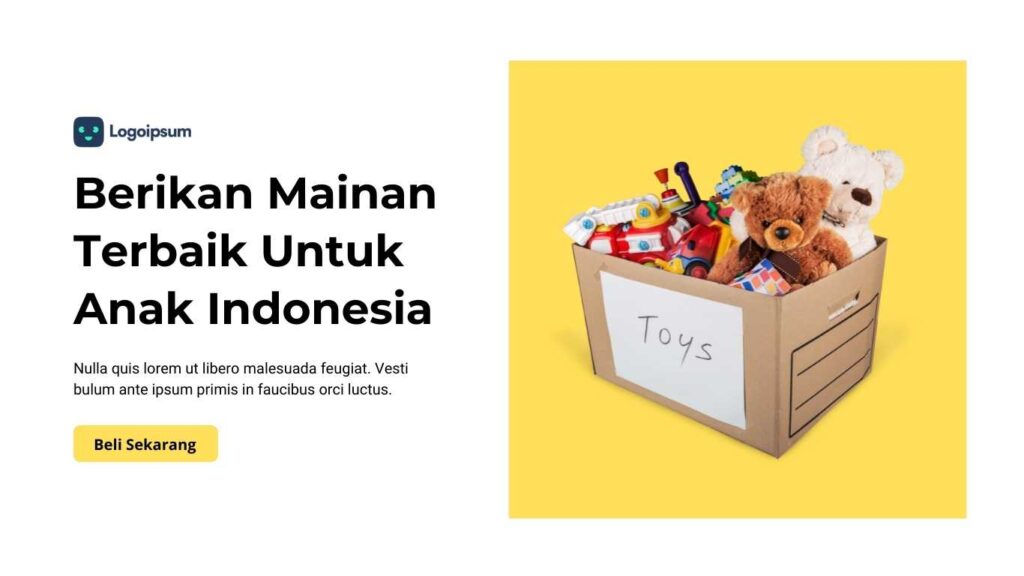 Logoipsum
Berikan Mainan
Terbaik Untuk
Anak Indonesia
Nulla quis lorem ut libero malesuada feugiat. Vesti
bulum ante ipsum primis in faucibus orci luctus.
Beli Sekarang
Toys